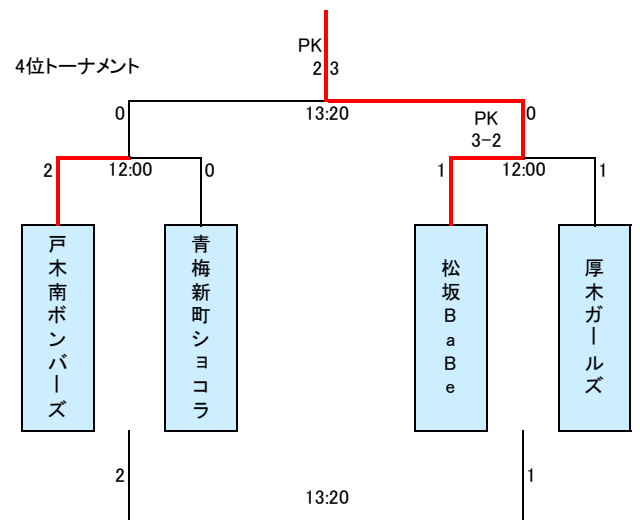 PK
4位トーナメント
2 3
0
13:20
0
PK
3-2
2
12:00
0
1
12:00
1
戸木南ボンバーズ
青梅新町ショコラ
松坂BaBe
厚木ガールズ
2
1
13:20